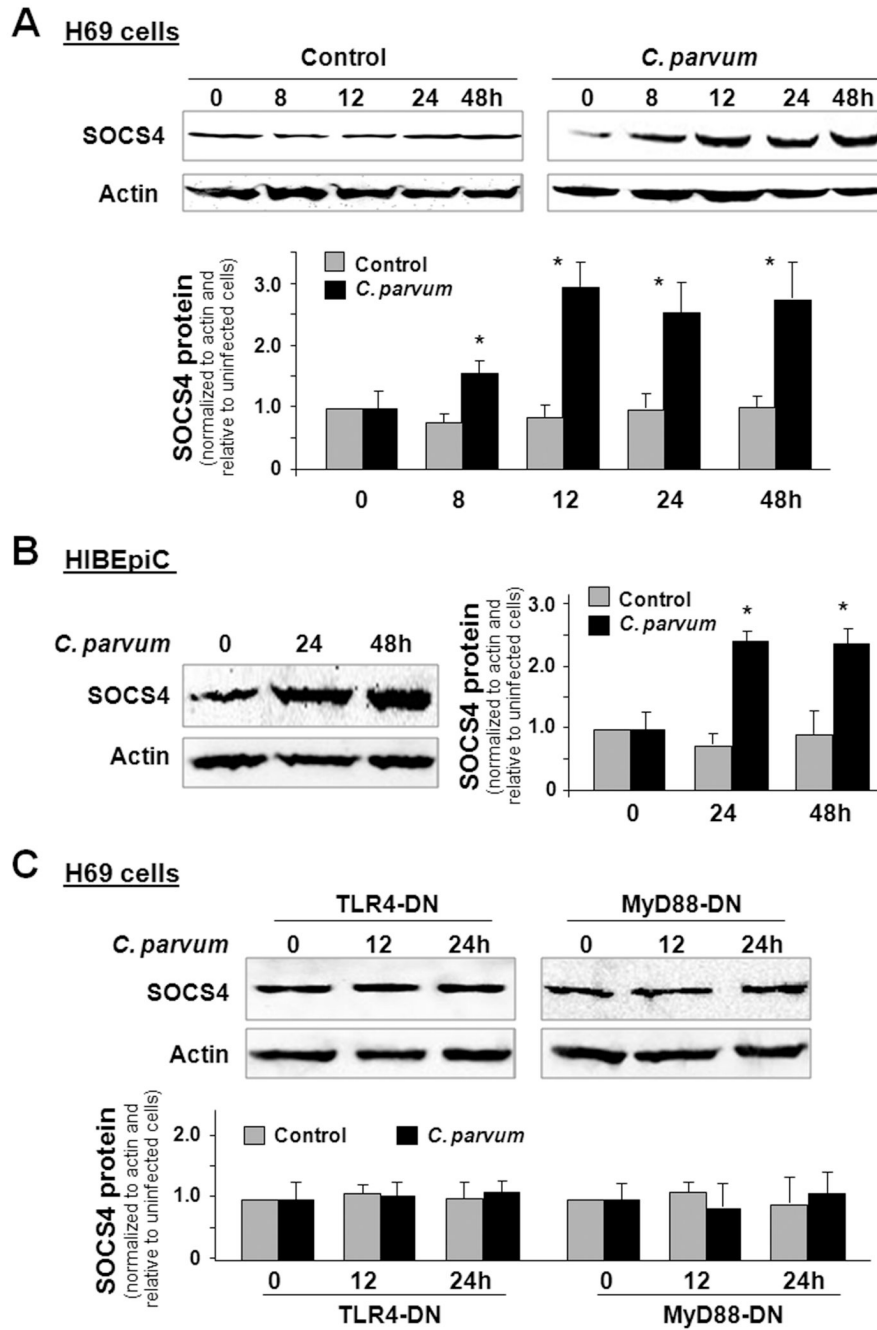 A H69 cells
Control C. parvum
0 8 12 24 48h 0 8 12 24 48h
SOCS4
Actin
SOCS4 protein
(normalized to actin and
relative to uninfected cells)
Control
C. parvum
3.0
2.0
1.0
0
* * * *
0 8 12 24 48h
B HIBEpiC
C. parvum 0 24 48h
SOCS4
Actin
SOCS4 protein
(normalized to actin and
relative to uninfected cells)
Control
C. parvum
3.0
2.0
1.0
0
* *
0 24 48h
C H69 cells
TLR4-DN MyD88-DN
C. parvum 0 12 24h 0 12 24h
SOCS4
Actin
SOCS4 protein
(normalized to actin and
relative to uninfected cells)
Control C. parvum
2.0
1.0
0
0 12 24h 0 12 24h
TLR4-DN MyD88-DN